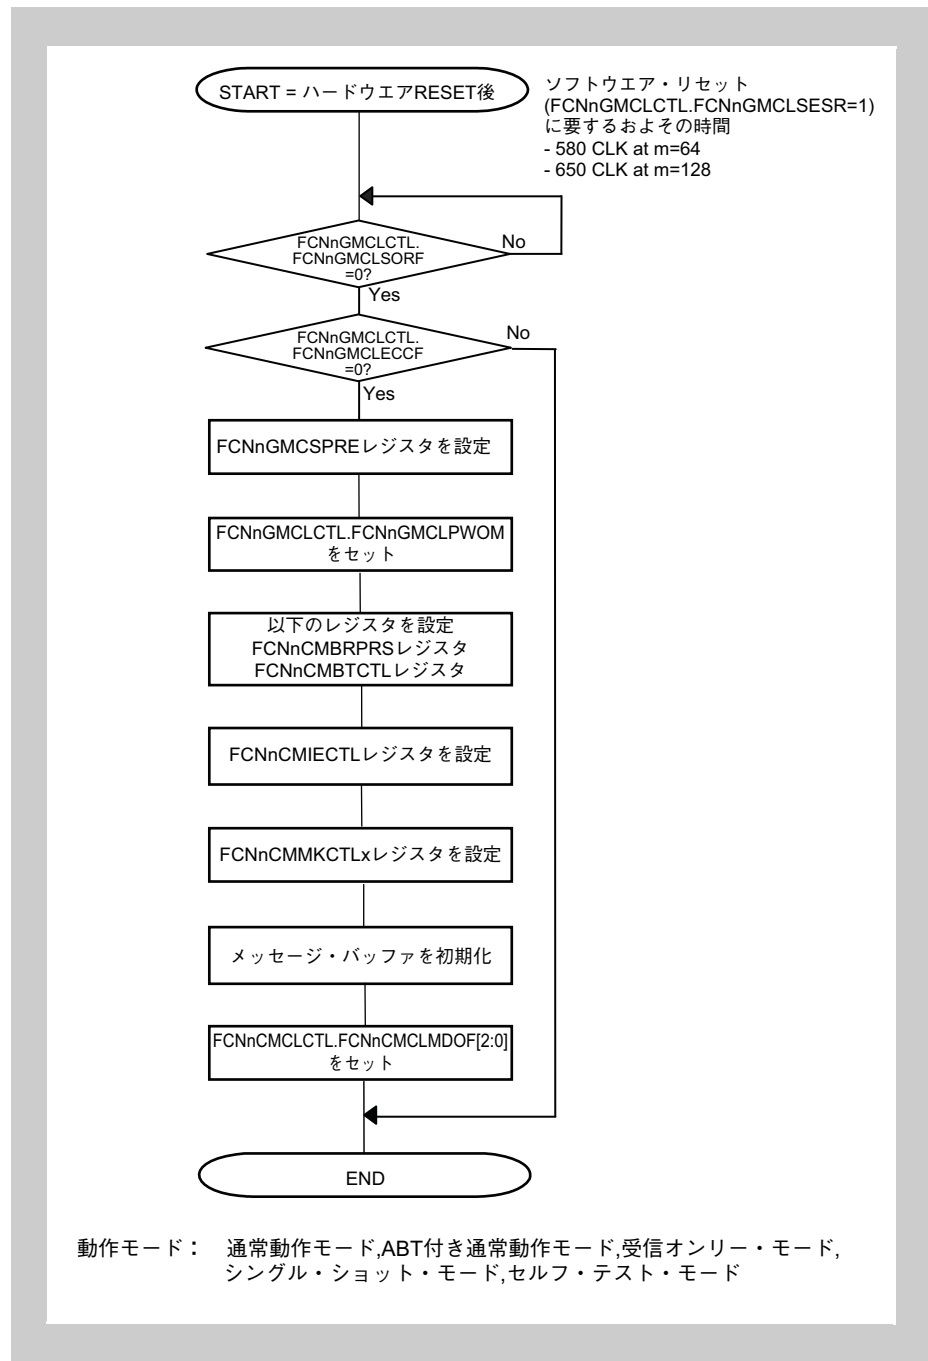 START = ハードウエアRESET後
ソフトウエア・リセット
(FCNnGMCLCTL.FCNnGMCLSESR=1)
に要するおよその時間
- 580 CLK at m=64
- 650 CLK at m=128
FCNnGMCLCTL.
FCNnGMCLSORF
=0?
No
Yes
FCNnGMCLCTL.
FCNnGMCLECCF
=0?
No
Yes
FCNnGMCSPREレジスタを設定
FCNnGMCLCTL.FCNnGMCLPWOM
をセット
以下のレジスタを設定
FCNnCMBRPRSレジスタ
FCNnCMBTCTLレジスタ
FCNnCMIECTLレジスタを設定
FCNnCMMKCTLxレジスタを設定
メッセージ・バッファを初期化
FCNnCMCLCTL.FCNnCMCLMDOF[2:0]
をセット
END
動作モード： 通常動作モード,ABT付き通常動作モード,受信オンリー・モード,
シングル・ショット・モード,セルフ・テスト・モード